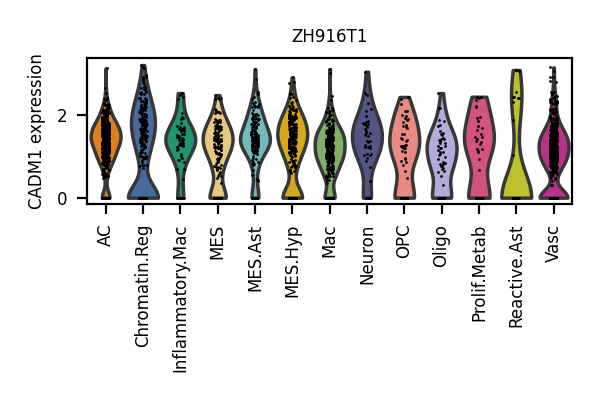 ZH916T1
CADM1 expression
2
0
AC
Chromatin.Reg
Inflammatory.Mac
MES
MES.Ast
MES.Hyp
Mac
Neuron
OPC
Oligo
Prolif.Metab
Reactive.Ast
Vasc